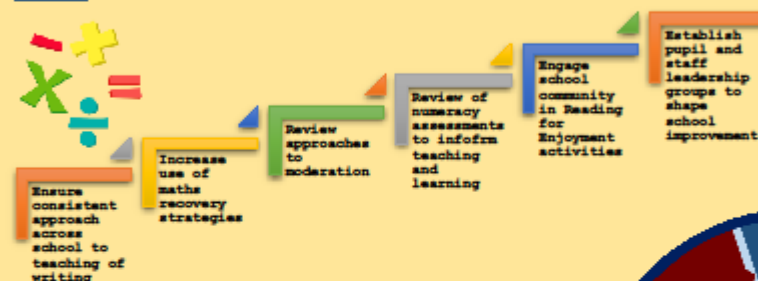 Ensure
consistent
approach
across
school to
teaching of
writing
Increase
use of
maths
recovery
strategies
Review
approaches
to
moderation
Review of
numeracy
assessments
to infofrm
teaching
and
learning
Engage
school
community
in Reading
for
Enjoyment
activities
Establish
pupil and
staff
leadership
groups to
shape
school
improvement